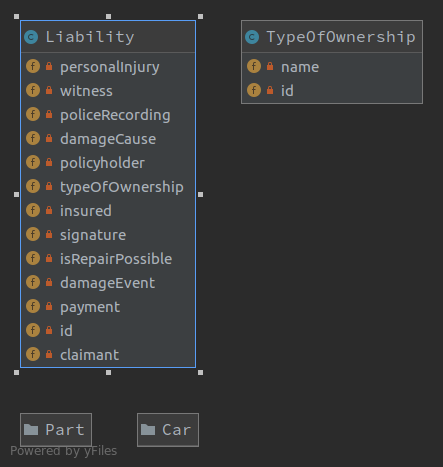 Liability
personalInjury
witness
policeRecording
damageCause
policyholder
typeOfOwnership
insured
signature
isRepairPossible
damageEvent
payment
id
claimant
TypeOfOwnership
name
id
Part
Car
Powered by yFiles